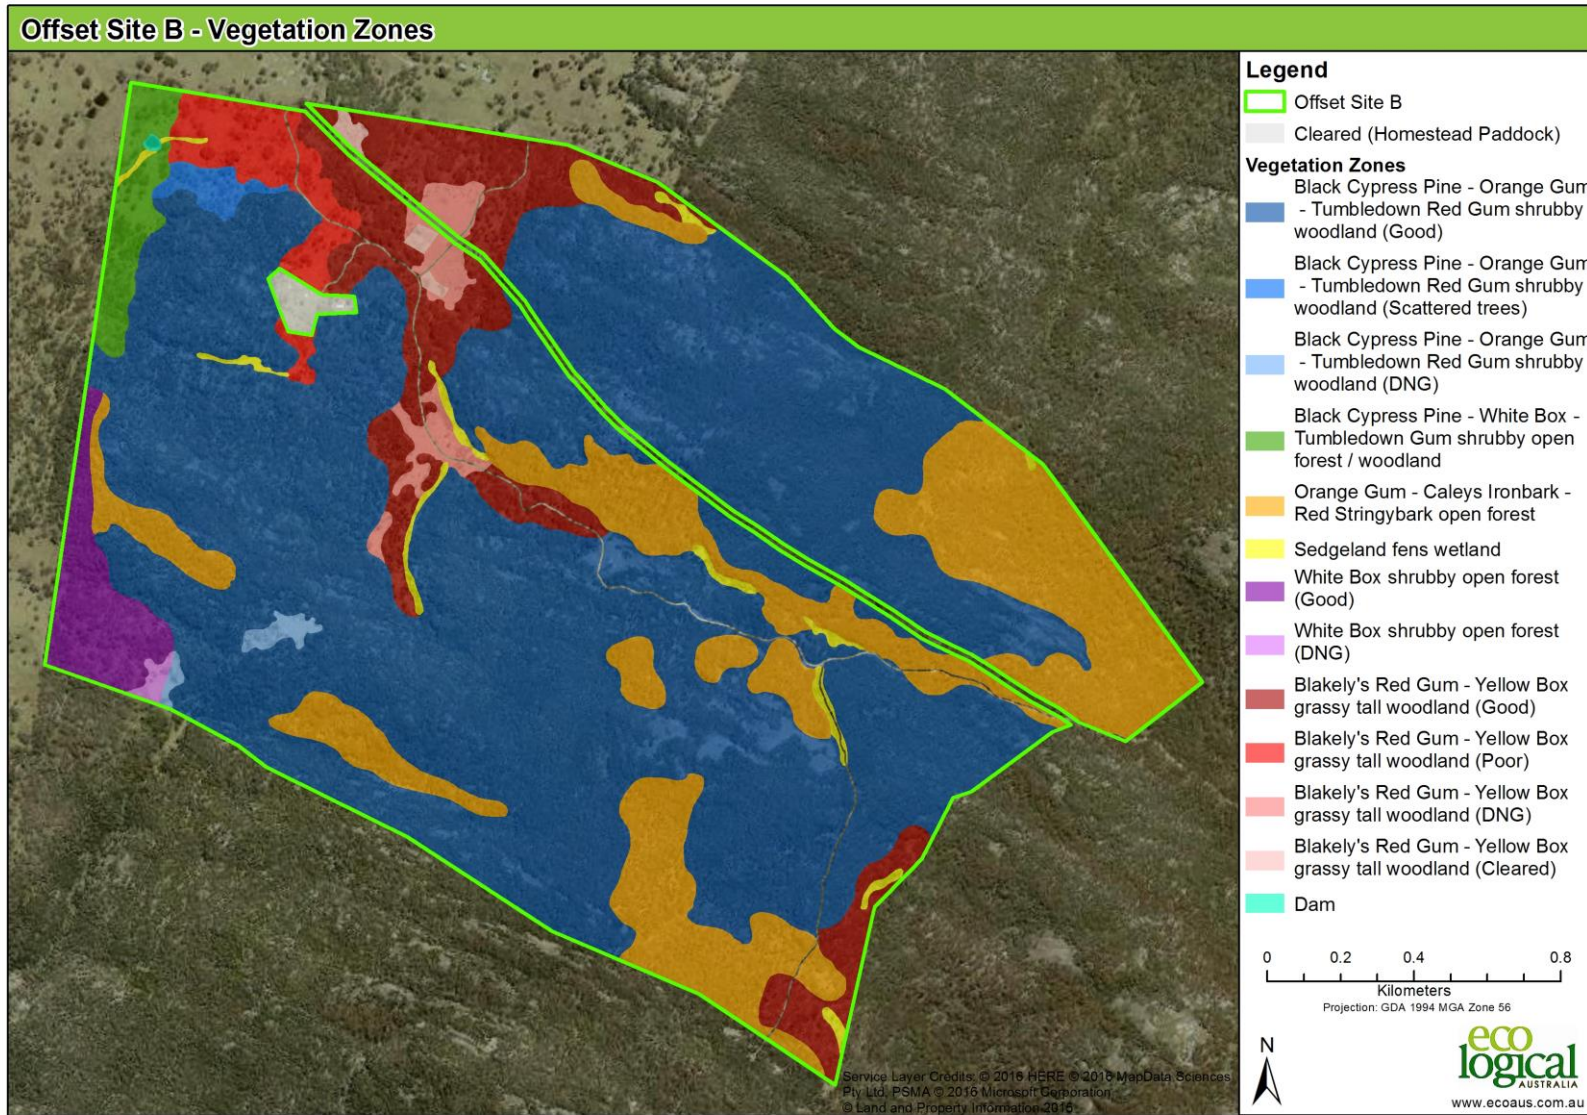 Offset Site B - Vegetation Zones
Legend
Offset Site B
Cleared (Homestead Paddock)
Vegetation Zones
Black Cypress Pine - Orange Gum
- Tumbledown Red Gum shrubby
woodland (Good)
Black Cypress Pine - Orange Gum
- Tumbledown Red Gum shrubby
woodland (Scattered trees)
Black Cypress Pine - Orange Gum
- Tumbledown Red Gum shrubby
woodland (DNG)
Black Cypress Pine - White Box -
Tumbledown Gum shrubby open
forest / woodland
Orange Gum - Caleys Ironbark -
Red Stringybark open forest
Sedgeland fens wetland
White Box shrubby open forest
(Good)
White Box shrubby open forest
(DNG)
Blakely's Red Gum - Yellow Box
grassy tall woodland (Good)
Blakely's Red Gum - Yellow Box
grassy tall woodland (Poor)
Blakely's Red Gum - Yellow Box
grassy tall woodland (DNG)
Blakely's Red Gum - Yellow Box
grassy tall woodland (Cleared)
Dam
0 0.2 0.4 0.8
Kilometers
Projection: GDA 1994 MGA Zone 56
N
eco
logical
AUSTRALIA
www.ecoaus.com.au
Service Layer Credits: © 2016 HERE © 2016 MapData Sciences
Pty Ltd, PSMA © 2016 Microsoft Corporation
© Land and Property Information 2016